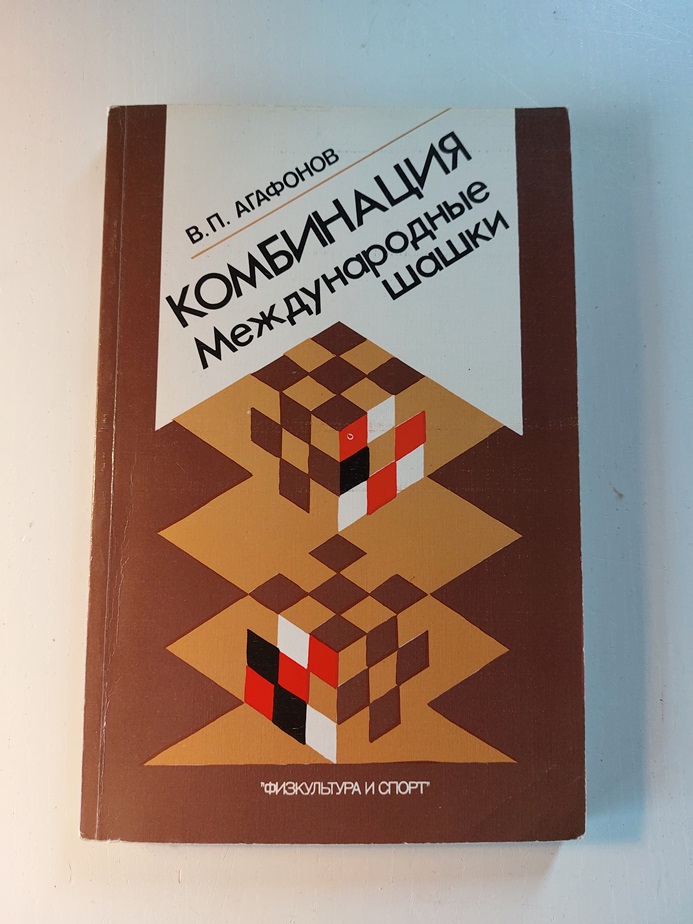 В.П. АГАФОНОВ
КОМБИНАЦИЯ
Международные
шашки
"ФИЗКУЛЬТУРА И СПОРТ"